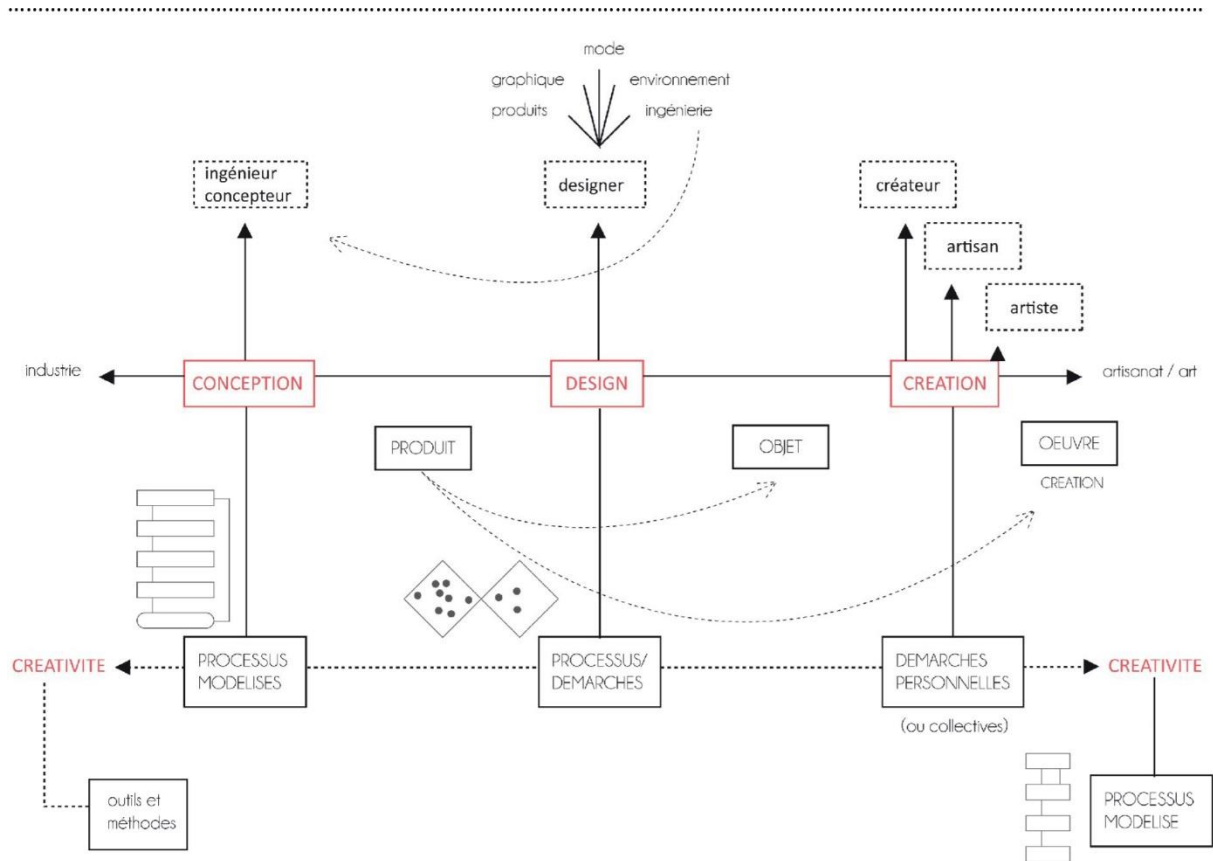 mode
graphique
environnement
produits
ingénierie
ingénieur
concepteur
designer
créateur
artisan
artiste
industrie
CONCEPTION
DESIGN
CREATION
artisanat / art
PRODUIT
OBJET
OEUVRE
CREATION
CREATIVITE
PROCESSUS
MODELISES
PROCESSUS/
DEMARCHES
DEMARCHES
PERSONNELLES
(ou collectives)
CREATIVITE
outils et
méthodes
PROCESSUS
MODELISE